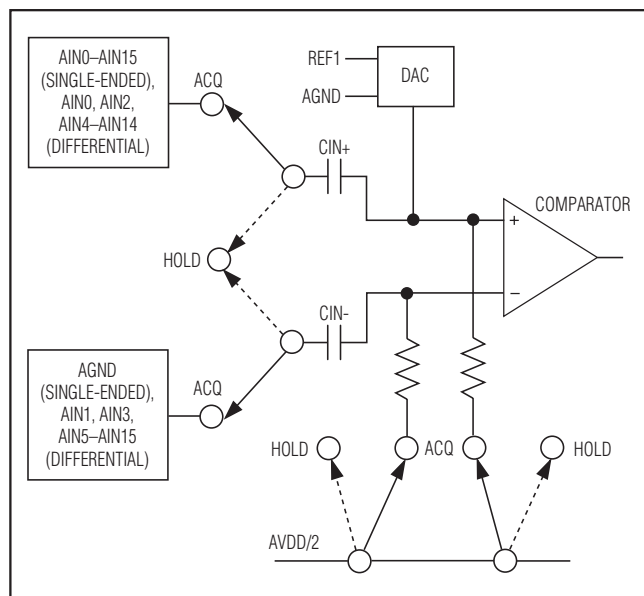 AIN0–AIN15
(SINGLE-ENDED),
AIN0, AIN2,
AIN4–AIN14
(DIFFERENTIAL)
ACQ
REF1
AGND
DAC
CIN+
COMPARATOR
+
−
HOLD
CIN-
AGND
(SINGLE-ENDED),
AIN1, AIN3,
AIN5–AIN15
(DIFFERENTIAL)
ACQ
HOLD
ACQ
HOLD
AVDD/2